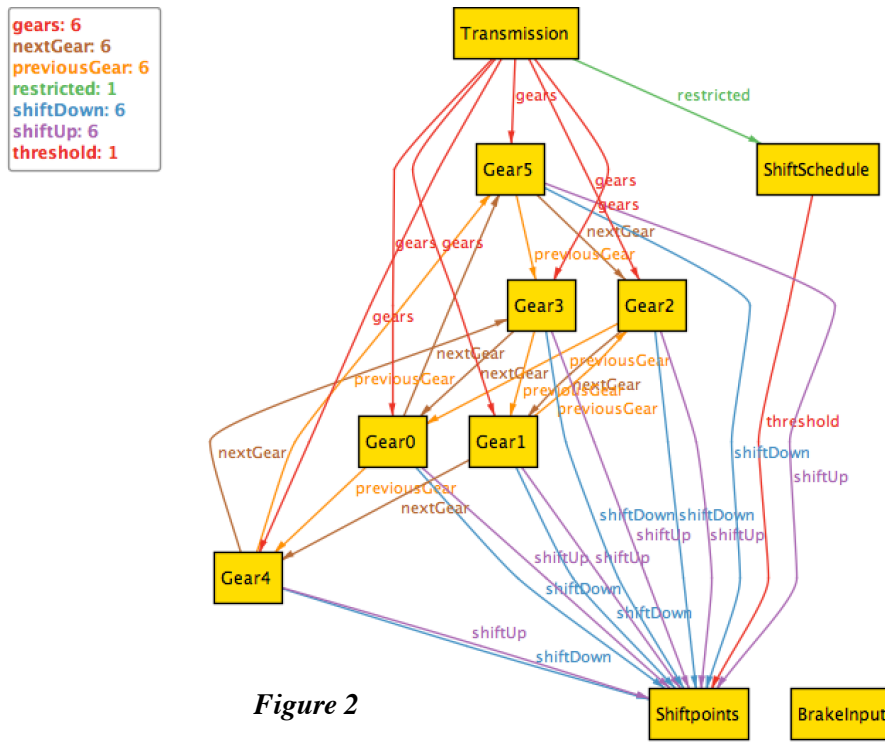 gears: 6
nextGear: 6
previousGear: 6
restricted: 1
shiftDown: 6
shiftUp: 6
threshold: 1
Transmission
gears
restricted
Gear5
ShiftSchedule
gears
gears
nextGear
gears
gears
previousGear
Gear3
Gear2
gears
nextGear
previousGear
previousGear
nextGear
previousGear
nextGear
previousGear
Gear0
Gear1
threshold
nextGear
shiftDown
previousGear
shiftUp
nextGear
shiftDown
shiftDown
shiftUp
shiftUp
shiftUp
shiftUp
Gear4
shiftDown
shiftDown
shiftUp
shiftDown
Figure 2
Shiftpoints
BrakeInput